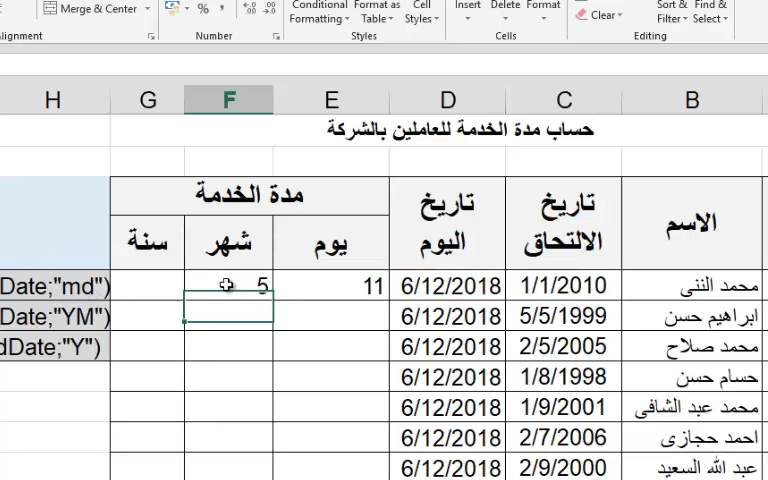 Merge & Center
%
Conditional Formatting
Format as Table
Cell Styles
Insert
Delete
Format
Clear
Sort & Filter
Find & Select
lignment
Number
Styles
Cells
Editing
H G F E D C B
حساب مدة الخدمة للعاملين بالشركة
الاسم
تاريخ الالتحاق
تاريخ اليوم
مدة الخدمة
يوم شهر سنة
محمد الننى 1/1/2010 6/12/2018 11 5 Date;"md")
ابراهيم حسن 5/5/1999 6/12/2018 Date;"YM")
محمد صلاح 2/5/2005 6/12/2018 dDate;"Y")
حسام حسن 1/8/1998 6/12/2018
محمد عبد الشافى 1/9/2001 6/12/2018
احمد حجازى 2/7/2006 6/12/2018
عبد الله السعيد 2/9/2000 6/12/2018